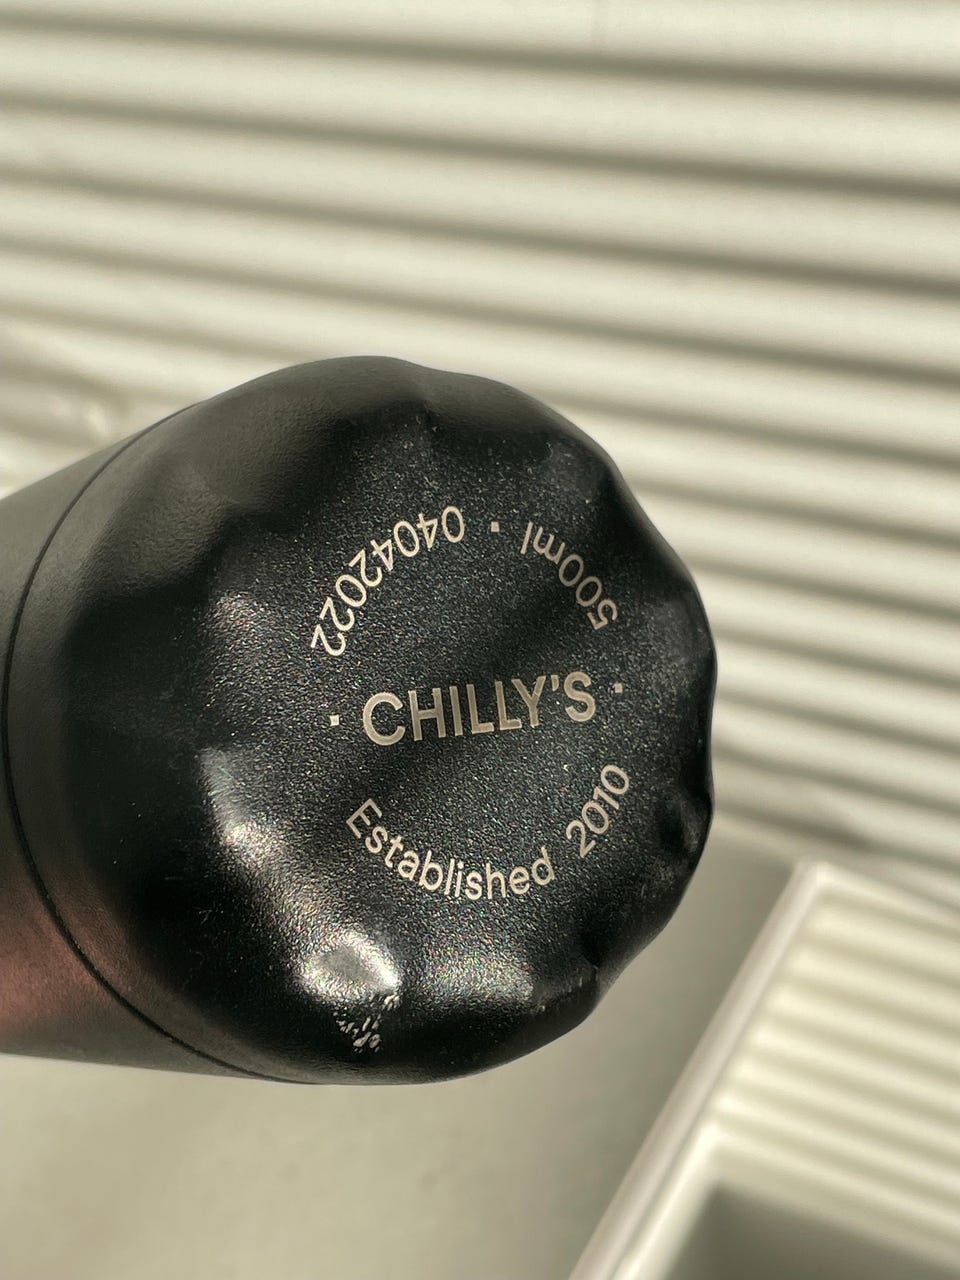 500ml · 04042022
· CHILLY'S ·
Established 2010